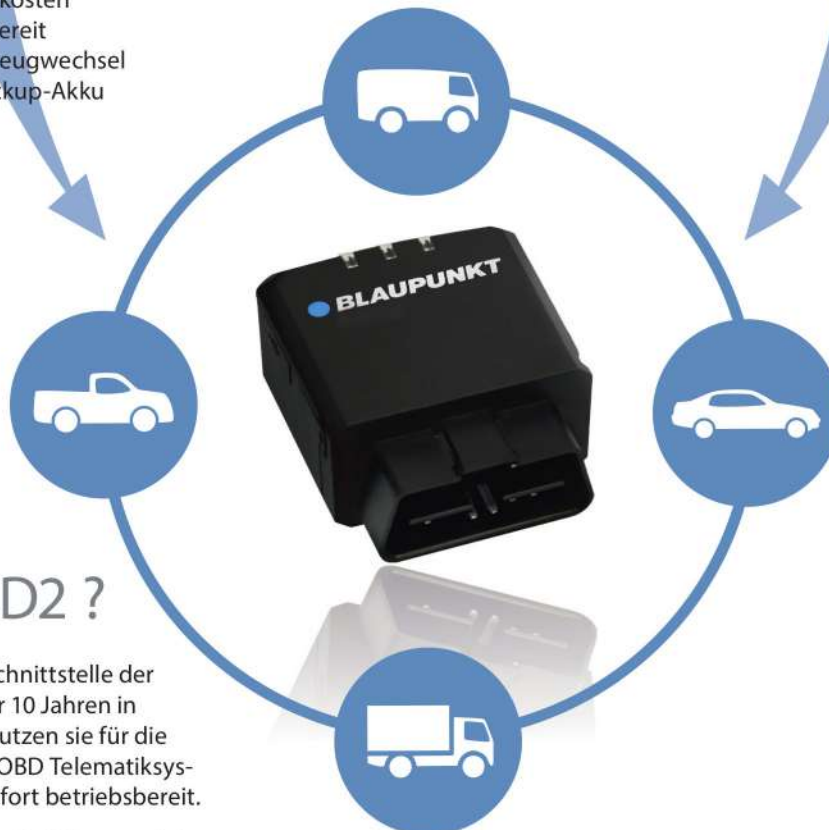 kosten
ereit
eugwechsel
kup-Akku
BLAUPUNKT
D2 ?
chnittstelle der
r 10 Jahren in
utzen sie für die
OBD Telematiksys-
fort betriebsbereit.